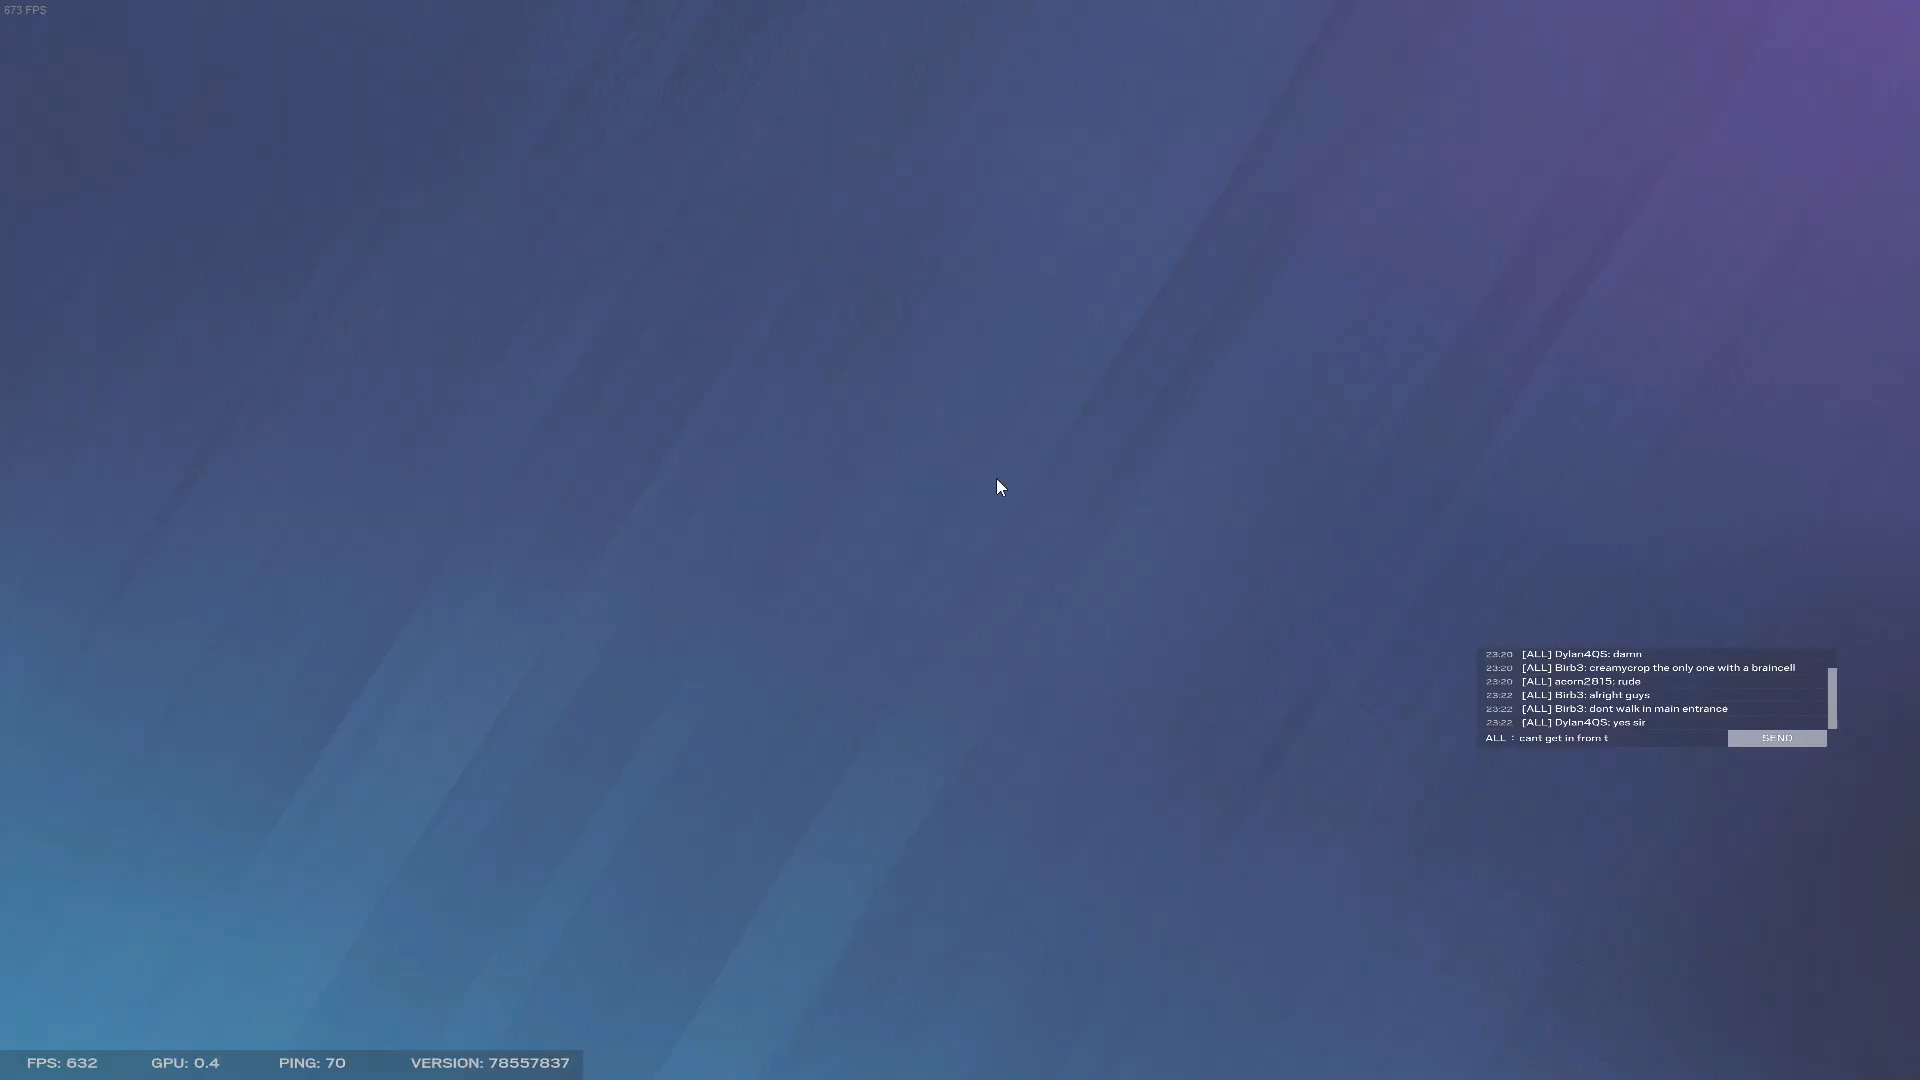 673 FPS
23:20 [ALL] Dylan4QS: damn
23:20 [ALL] Birb3: creamycrop the only one with a braincell
23:20 [ALL] acorn2815: rude
23:22 [ALL] Birb3: alright guys
23:22 [ALL] Birb3: dont walk in main entrance
23:22 [ALL] Dylan4QS: yes sir
ALL : cant get in from t SEND
FPS: 632 GPU: 0.4 PING: 70 VERSION: 78557837